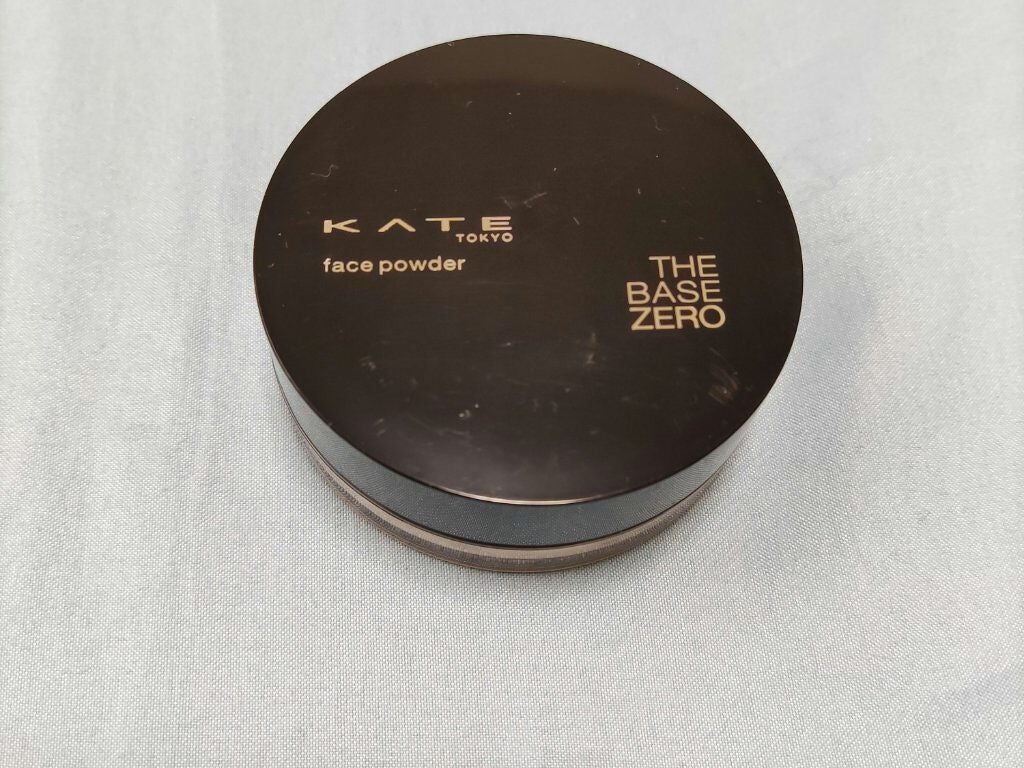 KATE
TOKYO
face powder
THE
BASE
ZERO